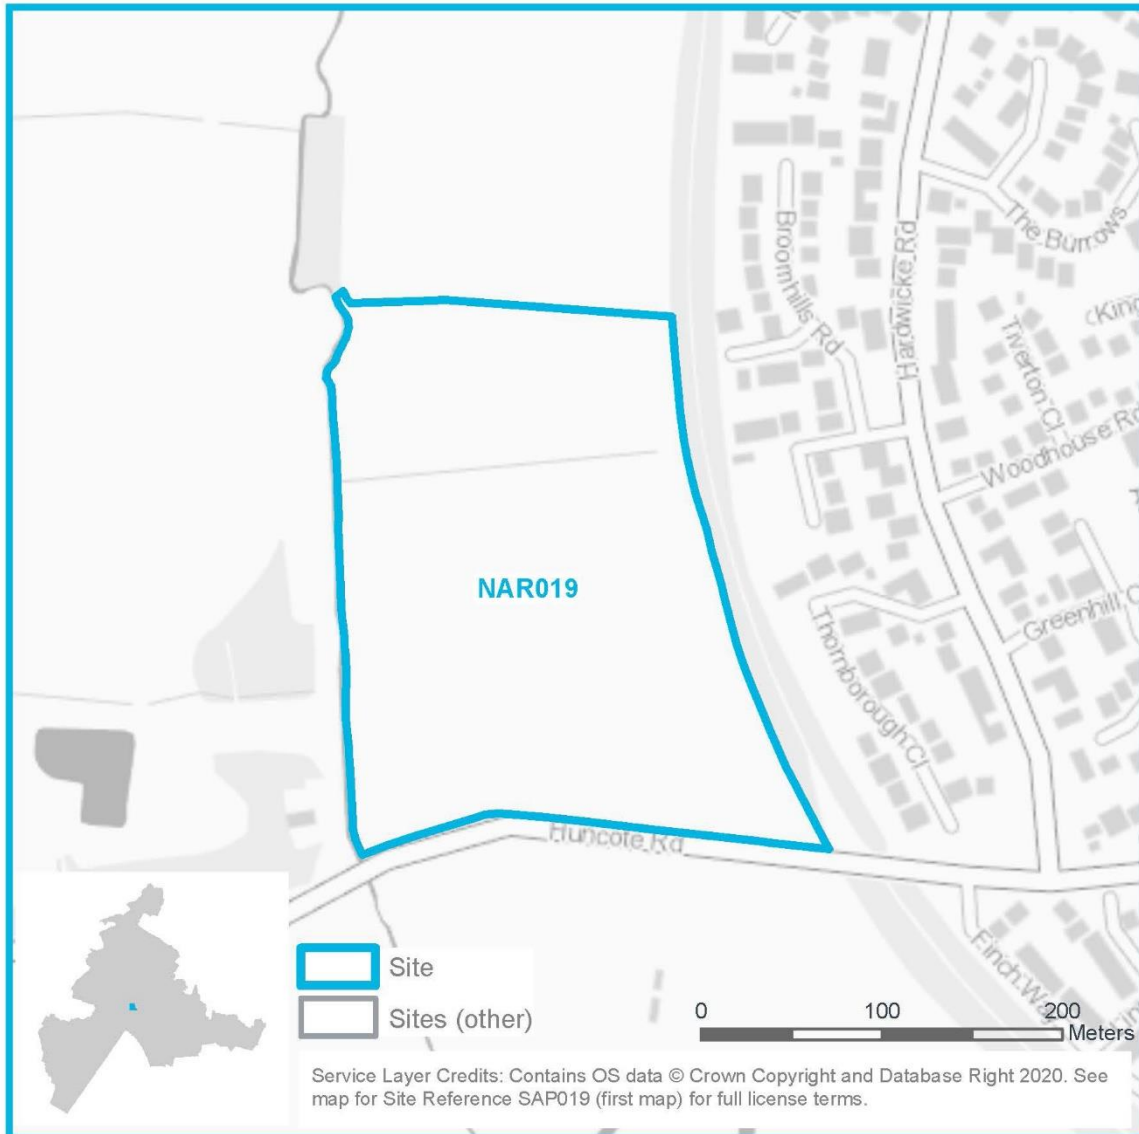 Broomhills Rd
Hardwicke Rd
The Burrows
Tiverton Cl
Woodhouse Rd
Greenhill C
NAR019
Thornborough Cl
Huncote Rd
Finch Way
Site
Sites (other)
0 100 200
Meters
Service Layer Credits: Contains OS data © Crown Copyright and Database Right 2020. See
map for Site Reference SAP019 (first map) for full license terms.